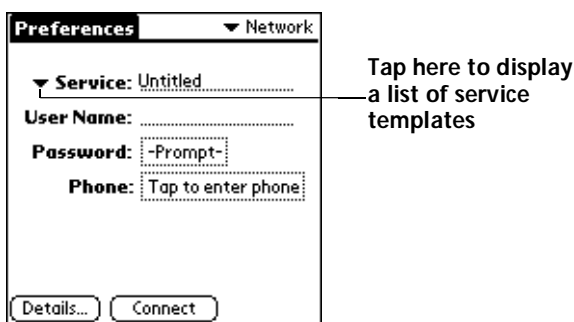 Preferences ▼ Network
▼ Service: Untitled
User Name:
Password: -Prompt-
Phone: Tap to enter phone
Details... Connect
Tap here to display
a list of service
templates